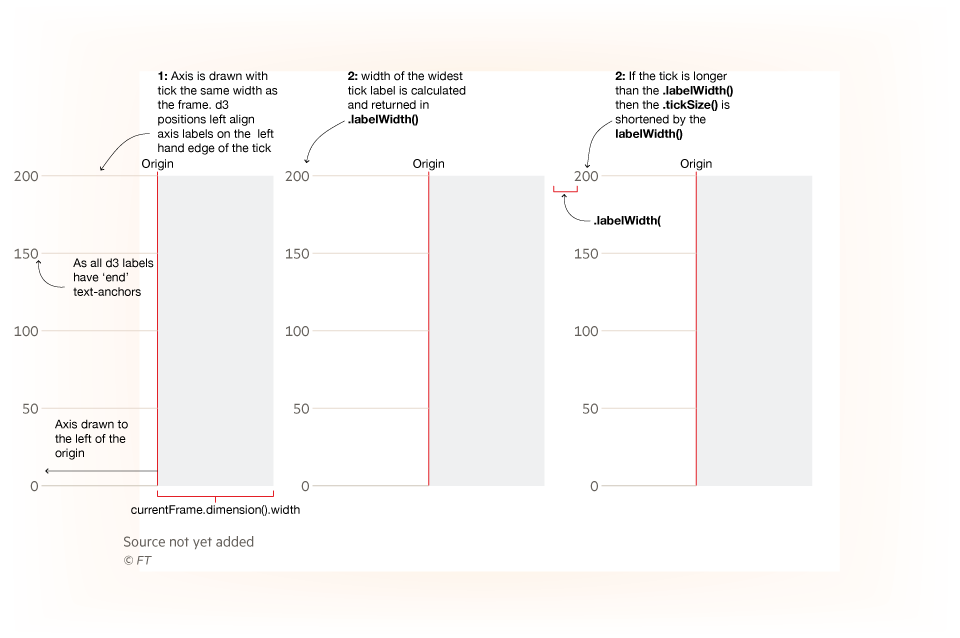 1: Axis is drawn with
tick the same width as
the frame. d3
positions left align
axis labels on the  left
hand edge of the tick
Origin
200
150
As all d3 labels
have ‘end’
text-anchors
100
50
Axis drawn to
the left of the
origin
0
currentFrame.dimension().width
2: width of the widest
tick label is calculated
and returned in
.labelWidth()
Origin
200
150
100
50
0
2: If the tick is longer
than the .labelWidth()
then the .tickSize() is
shortened by the
labelWidth()
Origin
200
.labelWidth(
150
100
50
0
Source not yet added
© FT